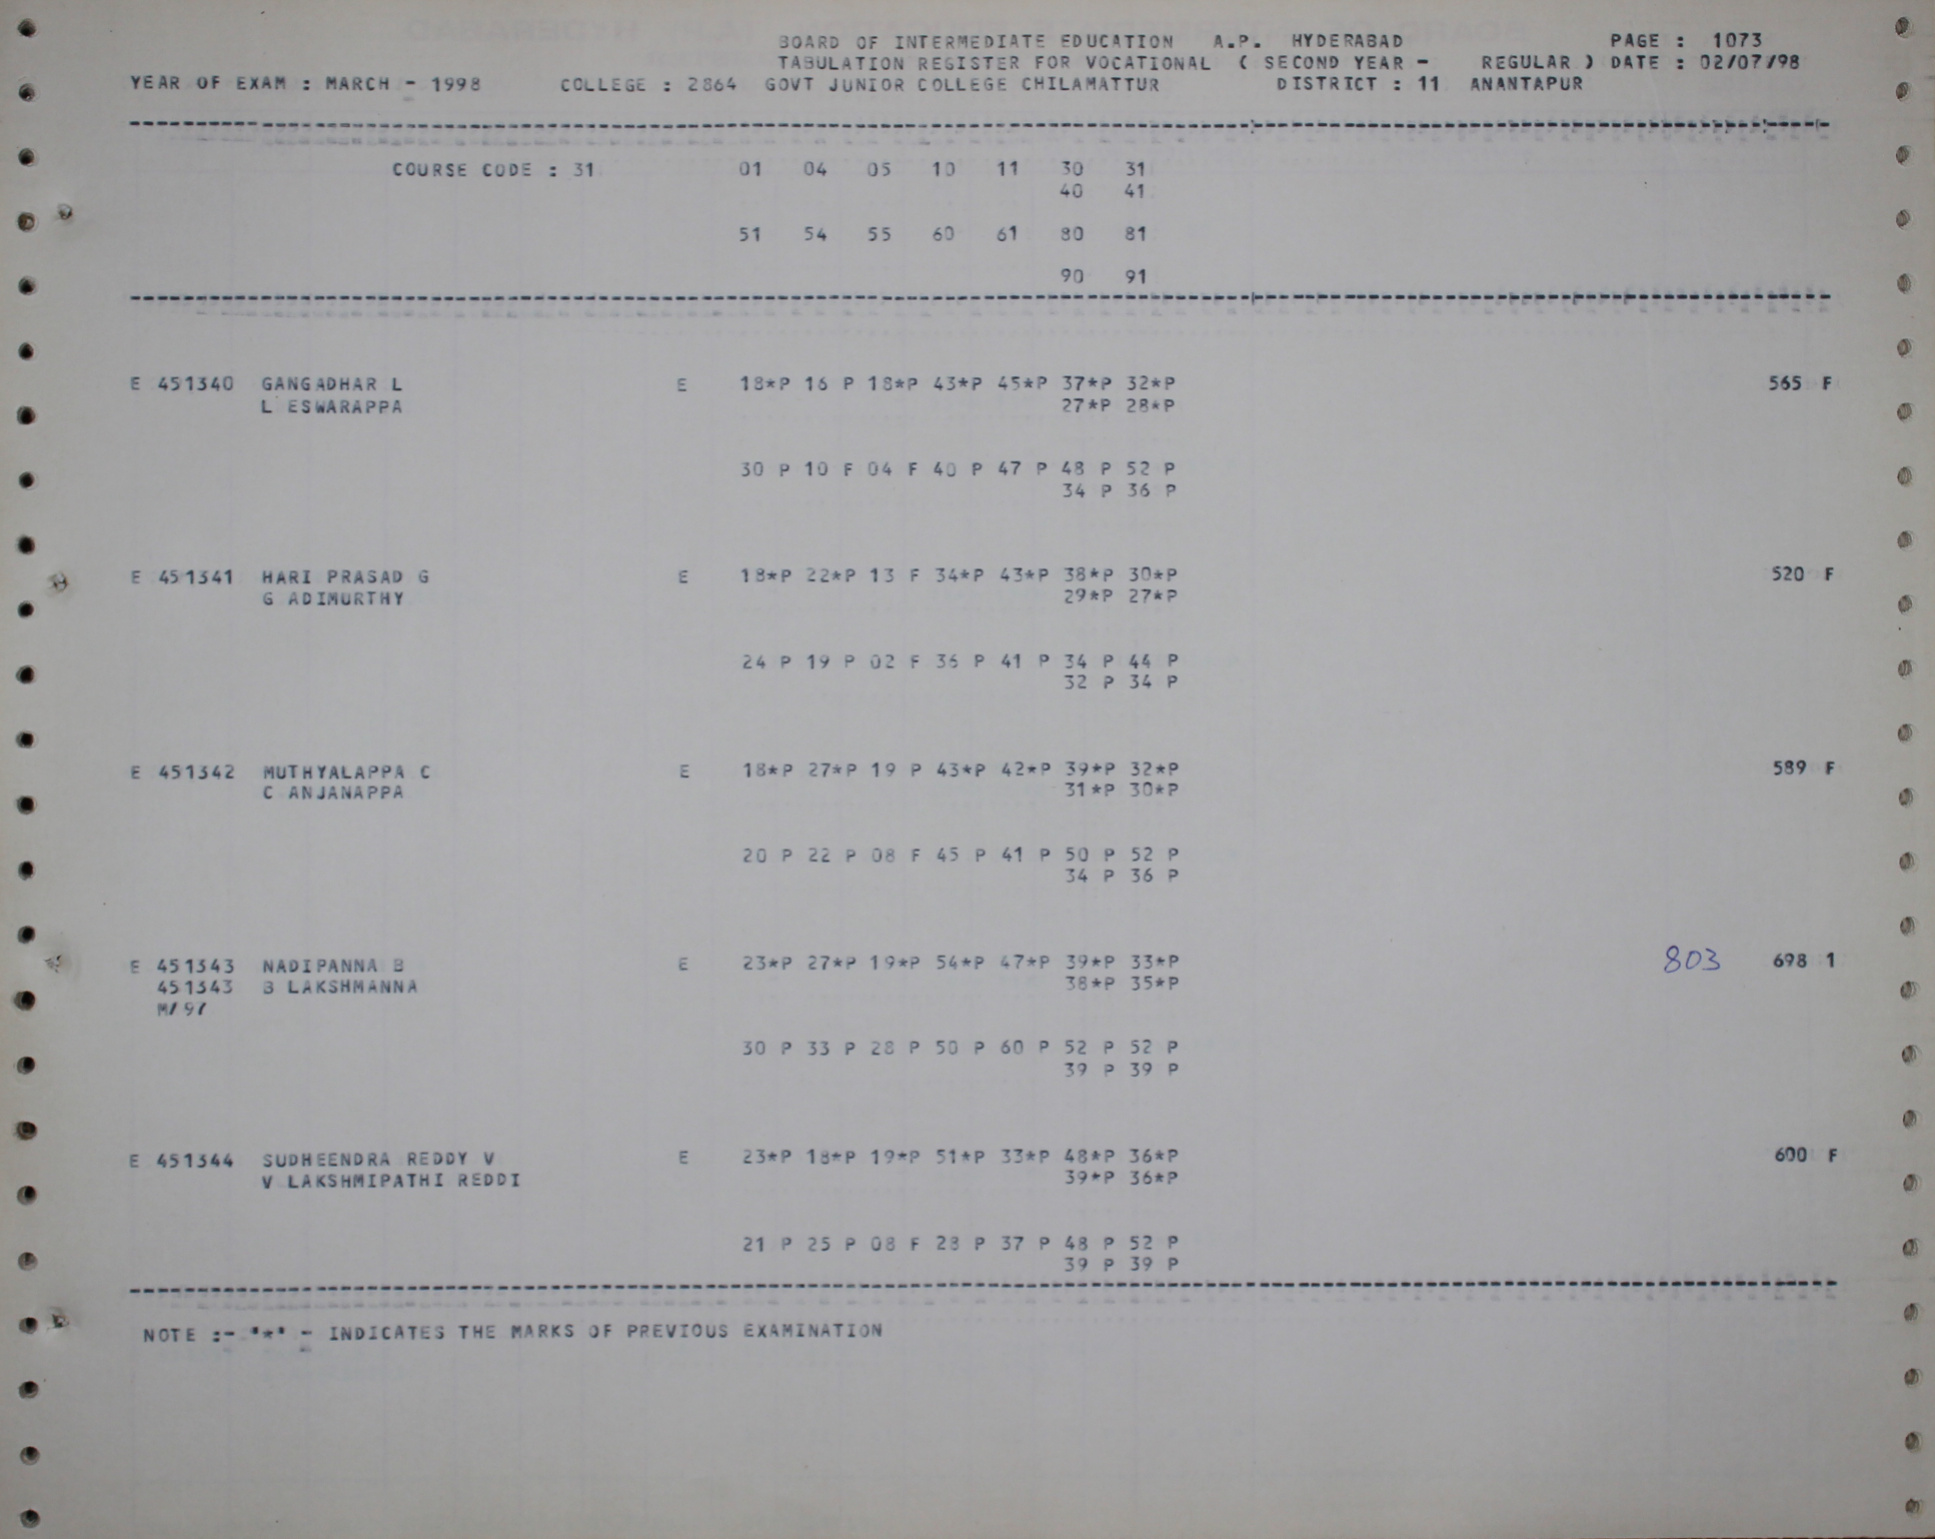 BOARD OF INTERMEDIATE EDUCATION A.P. HYDERABAD PAGE : 1073
TABULATION REGISTER FOR VOCATIONAL ( SECOND YEAR - REGULAR ) DATE : 02/07/98
YEAR OF EXAM : MARCH - 1998 COLLEGE : 2864 GOVT JUNIOR COLLEGE CHILAMATTUR DISTRICT : 11 ANANTAPUR
COURSE CODE : 31 01 04 05 10 11 30 31
40 41
51 54 55 60 61 80 81
90 91
E 451340 GANGADHAR L E 18*P 16 P 18*P 43*P 45*P 37*P 32*P 565 F
L ESWARAPPA 27*P 28*P
30 P 10 F 04 F 40 P 47 P 48 P 52 P
34 P 36 P
E 451341 HARI PRASAD G E 18*P 22*P 13 F 34*P 43*P 38*P 30*P 520 F
G ADIMURTHY 29*P 27*P
24 P 19 P 02 F 36 P 41 P 34 P 44 P
32 P 34 P
E 451342 MUTHYALAPPA C E 18*P 27*P 19 P 43*P 42*P 39*P 32*P 589 F
C ANJANAPPA 31*P 30*P
20 P 22 P 08 F 45 P 41 P 50 P 52 P
34 P 36 P
E 451343 NADIPANNA B E 23*P 27*P 19*P 54*P 47*P 39*P 33*P 803 698 1
451343 B LAKSHMANNA 38*P 35*P
M/97
30 P 33 P 28 P 50 P 60 P 52 P 52 P
39 P 39 P
E 451344 SUDHEENDRA REDDY V E 23*P 18*P 19*P 51*P 33*P 48*P 36*P 600 F
V LAKSHMIPATHI REDDI 39*P 36*P
21 P 25 P 08 F 28 P 37 P 48 P 52 P
39 P 39 P
NOTE :- "*" - INDICATES THE MARKS OF PREVIOUS EXAMINATION